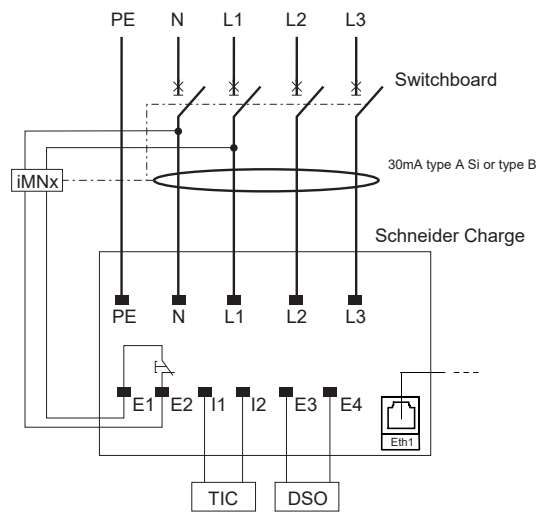 PE N L1 L2 L3
Switchboard
30mA type A Si or type B
iMNx
Schneider Charge
PE N L1 L2 L3
E1 E2 I1 I2 E3 E4
Eth1
TIC DSO